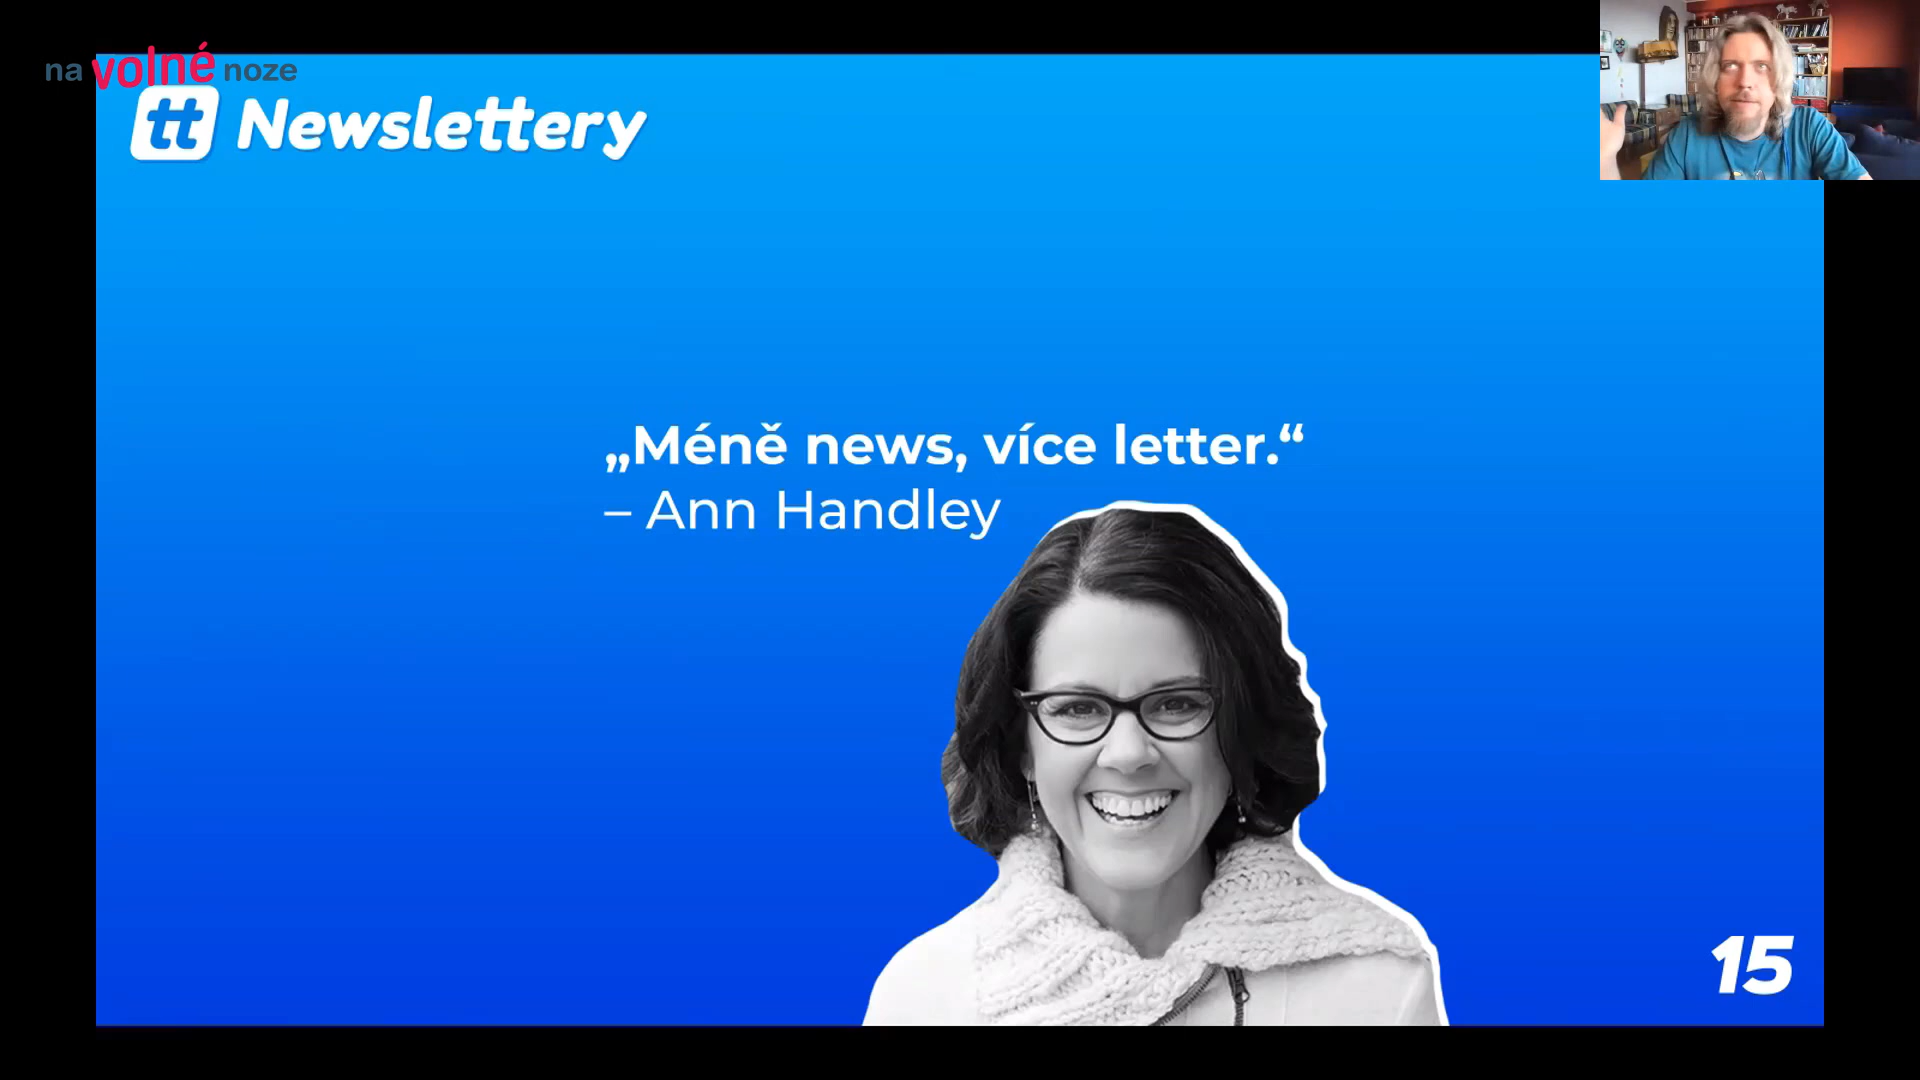 na volné noze
tt Newslettery
„Méně news, více letter.“
– Ann Handley
15